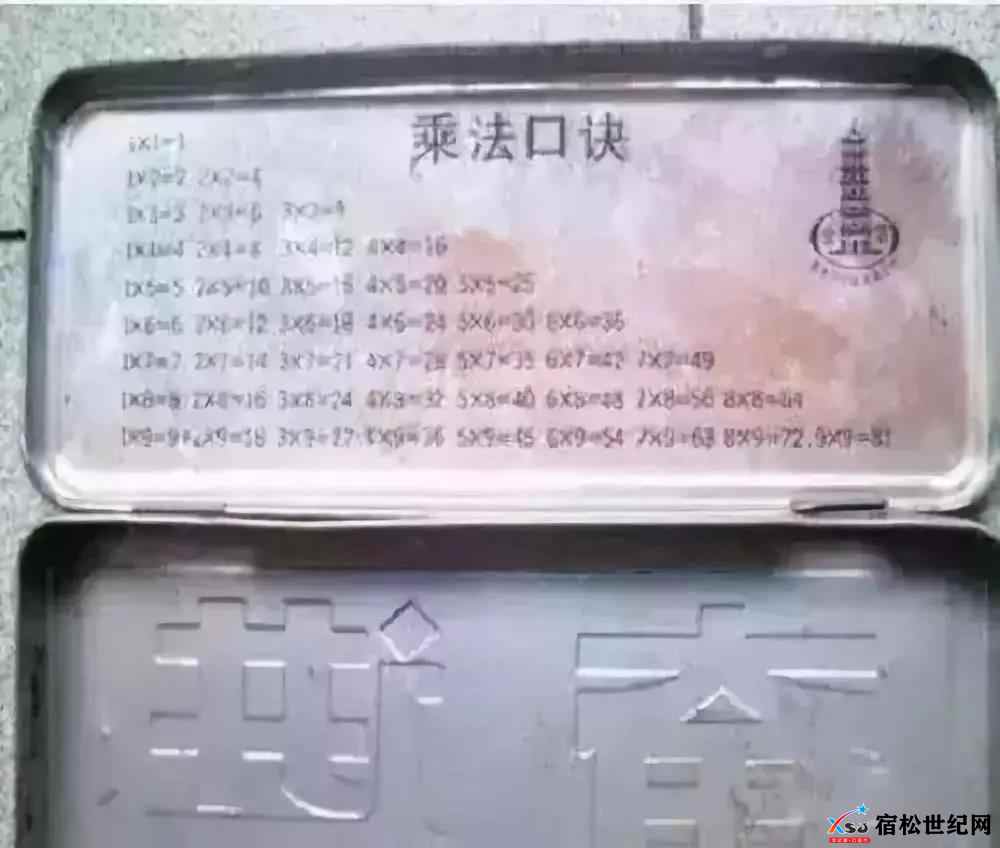 乘法口诀
1×1=1
1×2=2 2×2=4
1×3=3 2×3=6 3×3=9
1×4=4 2×4=8 3×4=12 4×4=16
1×5=5 2×5=10 3×5=15 4×5=20 5×5=25
1×6=6 2×6=12 3×6=18 4×6=24 5×6=30 6×6=36
1×7=7 2×7=14 3×7=21 4×7=28 5×7=35 6×7=42 7×7=49
1×8=8 2×8=16 3×8=24 4×8=32 5×8=40 6×8=48 7×8=56 8×8=64
1×9=9 2×9=18 3×9=27 4×9=36 5×9=45 6×9=54 7×9=63 8×9=72 9×9=81
宿松世纪网